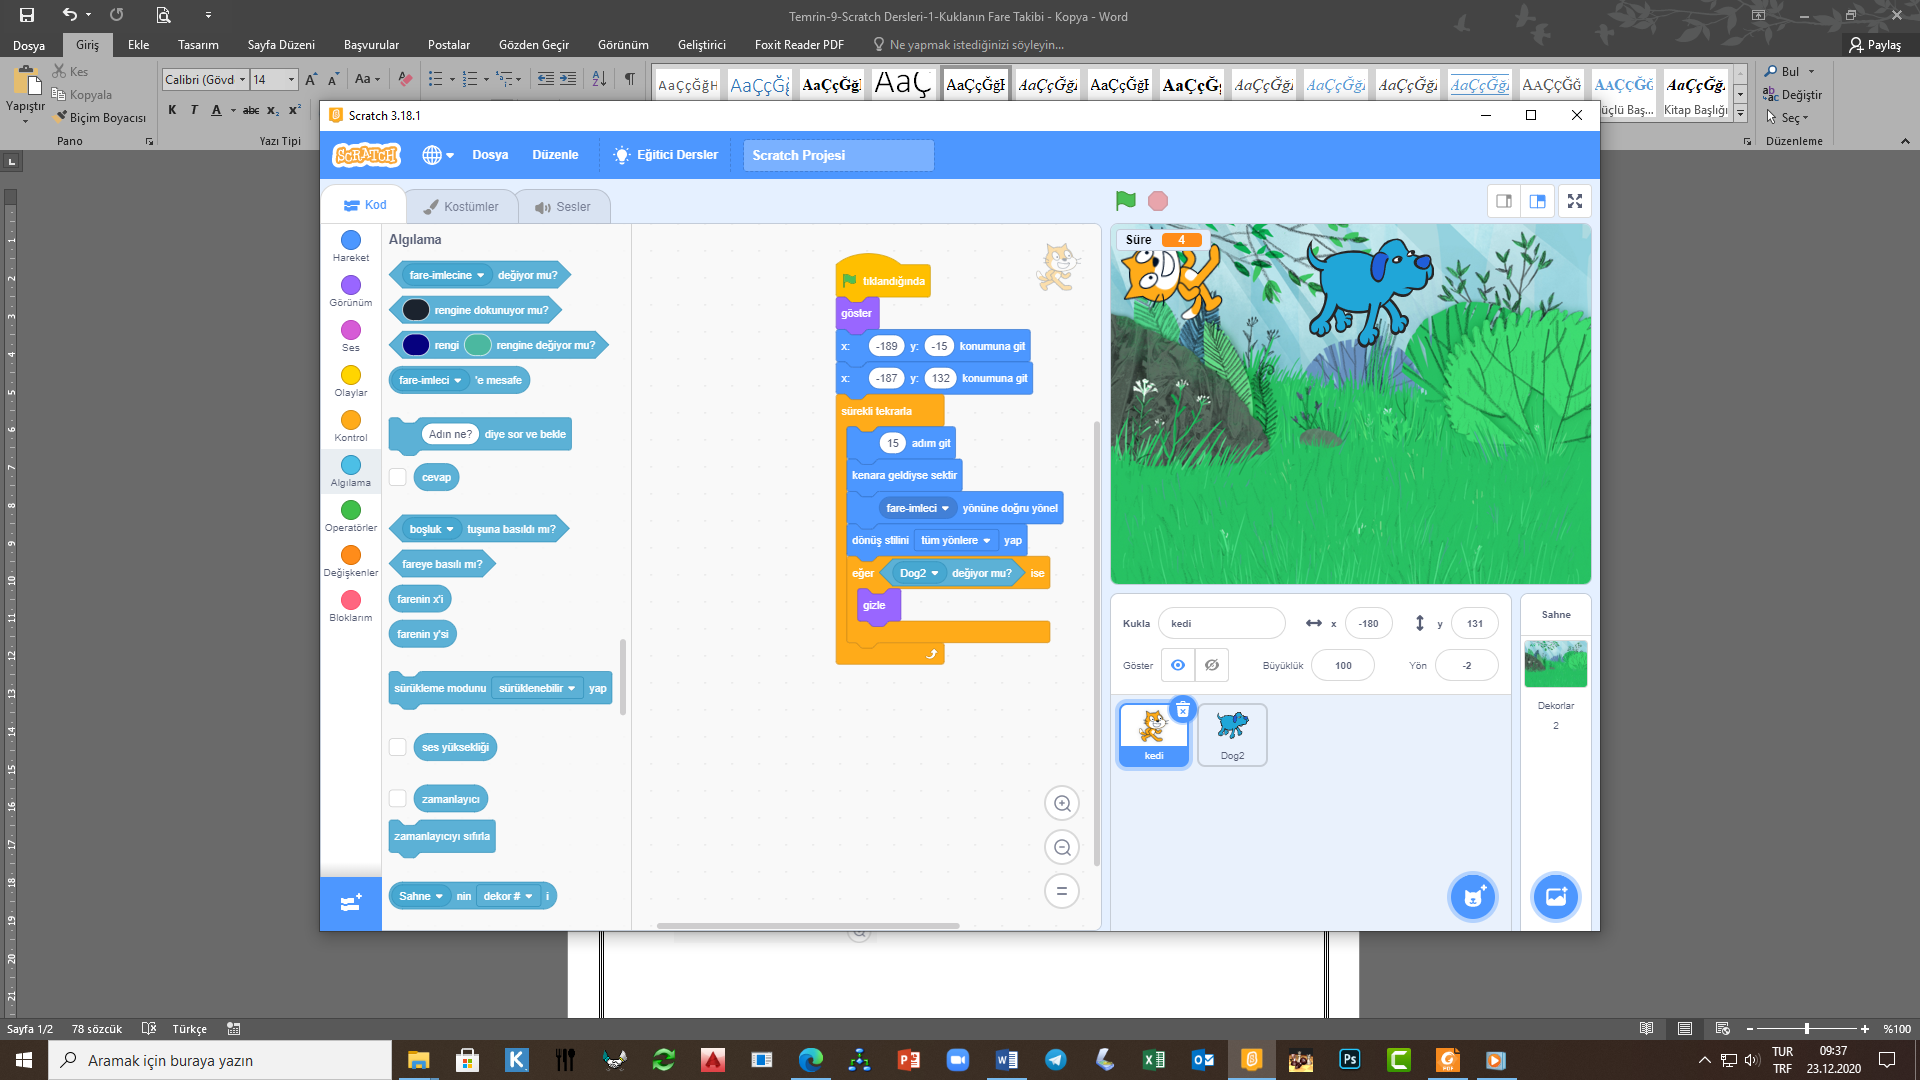 Temrin-9-Scratch Dersleri-1-Kuklanın Fare Takibi - Kopya - Word
Dosya Giriş Ekle Tasarım Sayfa Düzeni Başvurular Postalar Gözden Geçir Görünüm Geliştirici Foxit Reader PDF Ne yapmak istediğinizi söyleyin... Paylaş
Kes
Kopyala
Biçim Boyacısı
Yapıştır
Calibri (Gövd 14
Pano
Yazı Tipi
Kitap Başlığı
Bul
Değiştir
Seç
Düzenleme
Scratch 3.18.1
SCRATCH Dosya Düzenle Eğitici Dersler Scratch Projesi
Kod Kostümler Sesler
Hareket
Görünüm
Ses
Olaylar
Kontrol
Algılama
Operatörler
Değişkenler
Bloklarım
Algılama
fare-imlecine değiyor mu?
rengine dokunuyor mu?
rengi rengine değiyor mu?
fare-imleci 'e mesafe
Adın ne? diye sor ve bekle
cevap
boşluk tuşuna basıldı mı?
fareye basılı mı?
farenin x'i
farenin y'si
sürükleme modunu sürüklenebilir yap
ses yüksekliği
zamanlayıcı
zamanlayıcıyı sıfırla
Sahne nin dekor # i
tıklandığında
göster
x: -189 y: -15 konumuna git
x: -187 y: 132 konumuna git
sürekli tekrarla
15 adım git
kenara geldiyse sektir
fare-imleci yönüne doğru yönel
dönüş stilini tüm yönlere yap
eğer Dog2 değiyor mu? ise
gizle
Süre 4
Kukla kedi x -180 y 131
Göster Büyüklük 100 Yön -2
kedi
Dog2
Sahne
Dekorlar
2
Sayfa 1/2 78 sözcük Türkçe %100
Aramak için buraya yazın
TUR
TRF
09:37
23.12.2020